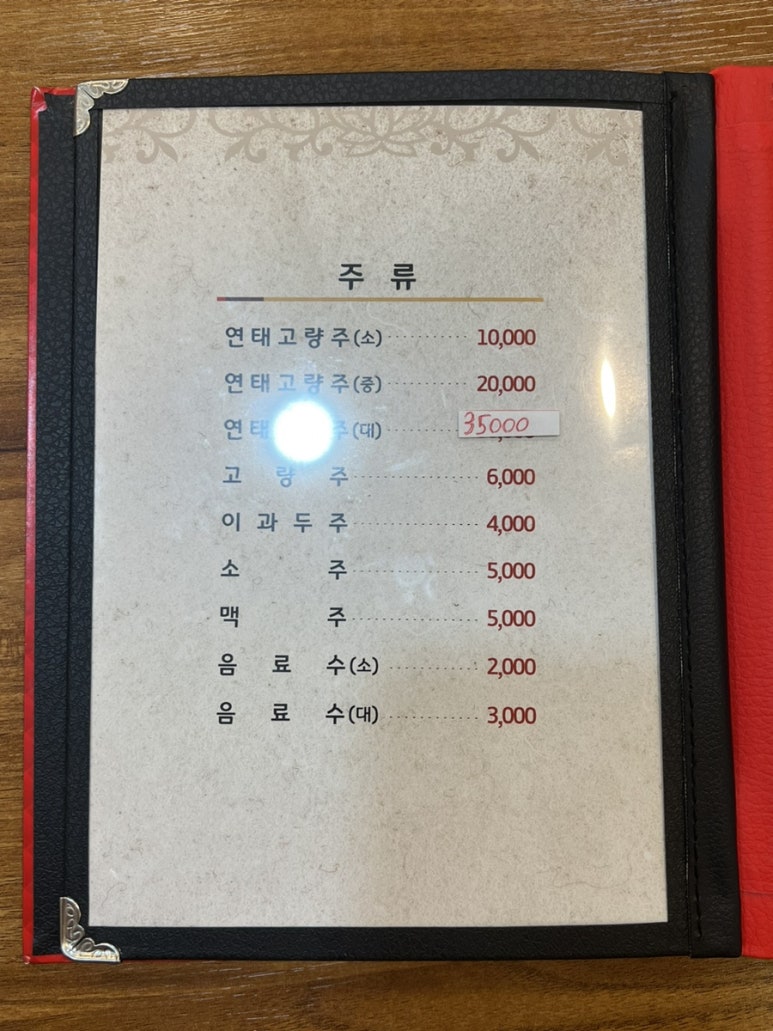 주 류
연태고량주(소) 10,000
연태고량주(중) 20,000
연태 주(대) 35000
고 량 주 6,000
이과두주 4,000
소 주 5,000
맥 주 5,000
음 료 수(소) 2,000
음 료 수(대) 3,000